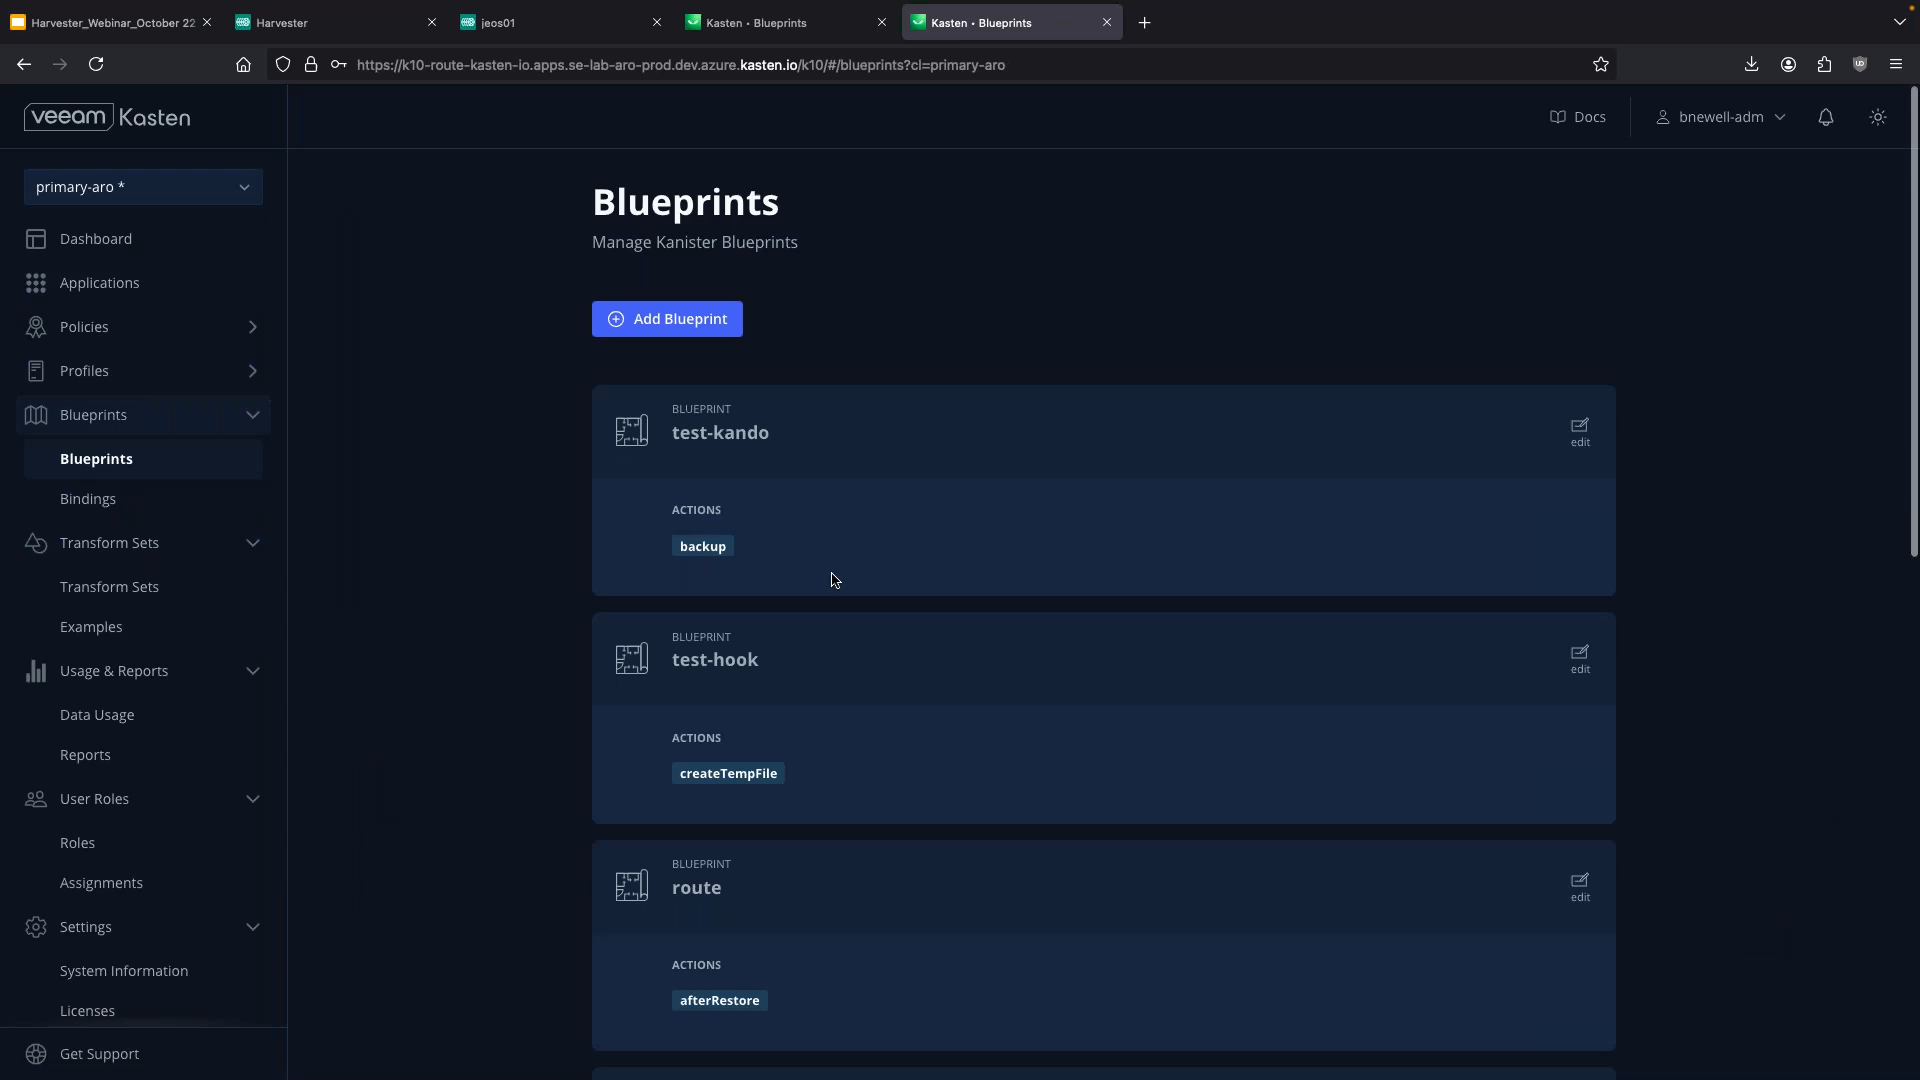 Harvester_Webinar_October 22
Harvester
jeos01
Kasten • Blueprints
Kasten • Blueprints
https://k10-route-kasten-io.apps.se-lab-aro-prod.dev.azure.kasten.io/k10/#/blueprints?cl=primary-aro
veeam Kasten
Docs
bnewell-adm
primary-aro *
Dashboard
Applications
Policies
Profiles
Blueprints
Blueprints
Bindings
Transform Sets
Transform Sets
Examples
Usage & Reports
Data Usage
Reports
User Roles
Roles
Assignments
Settings
System Information
Licenses
Get Support
Blueprints
Manage Kanister Blueprints
Add Blueprint
BLUEPRINT
test-kando
edit
ACTIONS
backup
BLUEPRINT
test-hook
edit
ACTIONS
createTempFile
BLUEPRINT
route
edit
ACTIONS
afterRestore